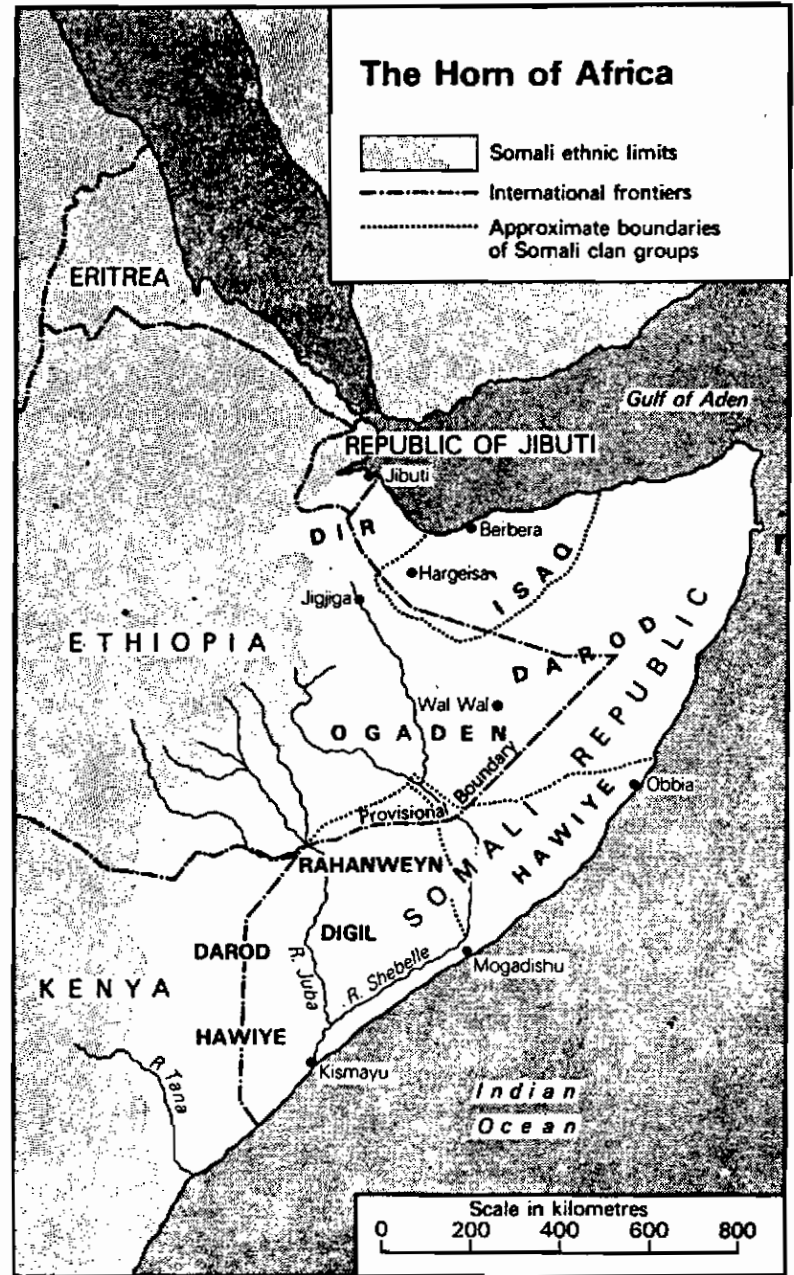 The Horn of Africa
Somali ethnic limits
International frontiers
Approximate boundaries
of Somali clan groups
ERITREA
Gulf of Aden
REPUBLIC OF JIBUTI
Jibuti
DIR
Berbera
Hargeisa
ISAQ
Jigjiga
ETHIOPIA
DAROD
Wal Wal
OGADEN
SOMALI REPUBLIC
Provisional Boundary
Obbia
HAWIYE
RAHANWEYN
DIGIL
DAROD
R. Juba
R. Shebelle
Mogadishu
KENYA
HAWIYE
Kismayu
R. Tana
Indian
Ocean
Scale in kilometres
0 200 400 600 800